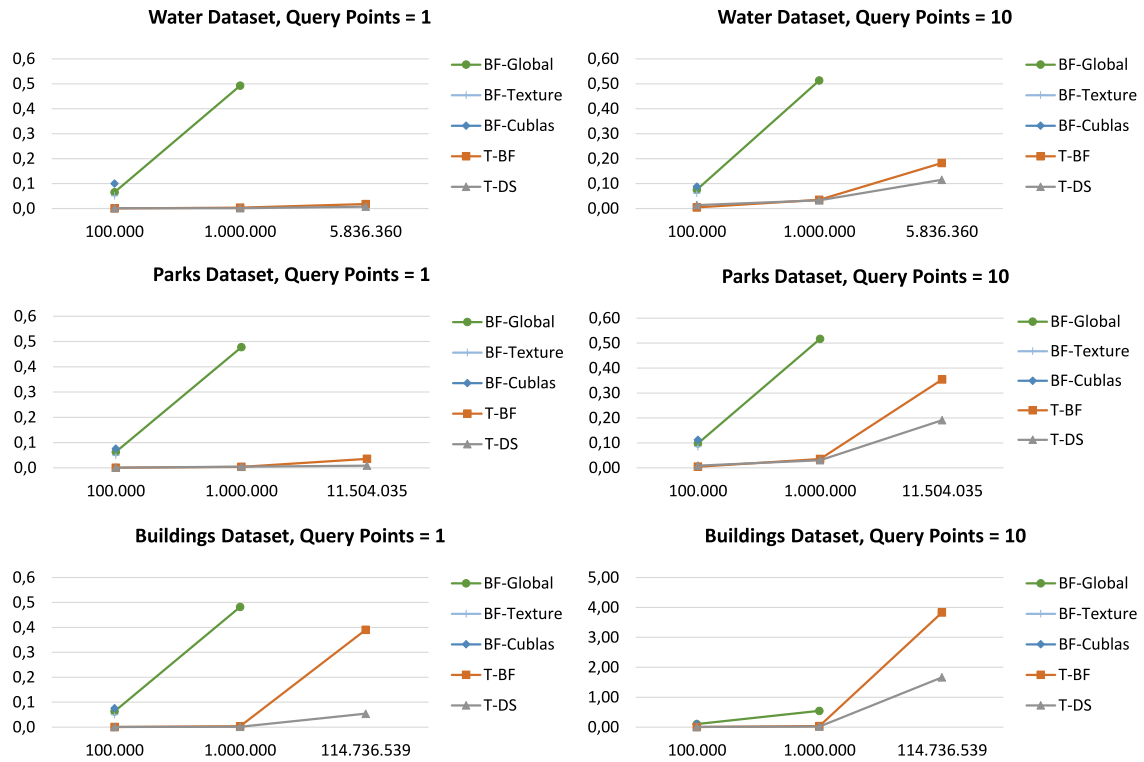 Water Dataset, Query Points = 1
0,6
0,5
0,4
0,3
0,2
0,1
0,0
100.000 1.000.000 5.836.360
BF-Global
BF-Texture
BF-Cublas
T-BF
T-DS
Water Dataset, Query Points = 10
0,60
0,50
0,40
0,30
0,20
0,10
0,00
100.000 1.000.000 5.836.360
BF-Global
BF-Texture
BF-Cublas
T-BF
T-DS
Parks Dataset, Query Points = 1
0,6
0,5
0,4
0,3
0,2
0,1
0,0
100.000 1.000.000 11.504.035
BF-Global
BF-Texture
BF-Cublas
T-BF
T-DS
Parks Dataset, Query Points = 10
0,60
0,50
0,40
0,30
0,20
0,10
0,00
100.000 1.000.000 11.504.035
BF-Global
BF-Texture
BF-Cublas
T-BF
T-DS
Buildings Dataset, Query Points = 1
0,6
0,5
0,4
0,3
0,2
0,1
0,0
100.000 1.000.000 114.736.539
BF-Global
BF-Texture
BF-Cublas
T-BF
T-DS
Buildings Dataset, Query Points = 10
5,00
4,00
3,00
2,00
1,00
0,00
100.000 1.000.000 114.736.539
BF-Global
BF-Texture
BF-Cublas
T-BF
T-DS